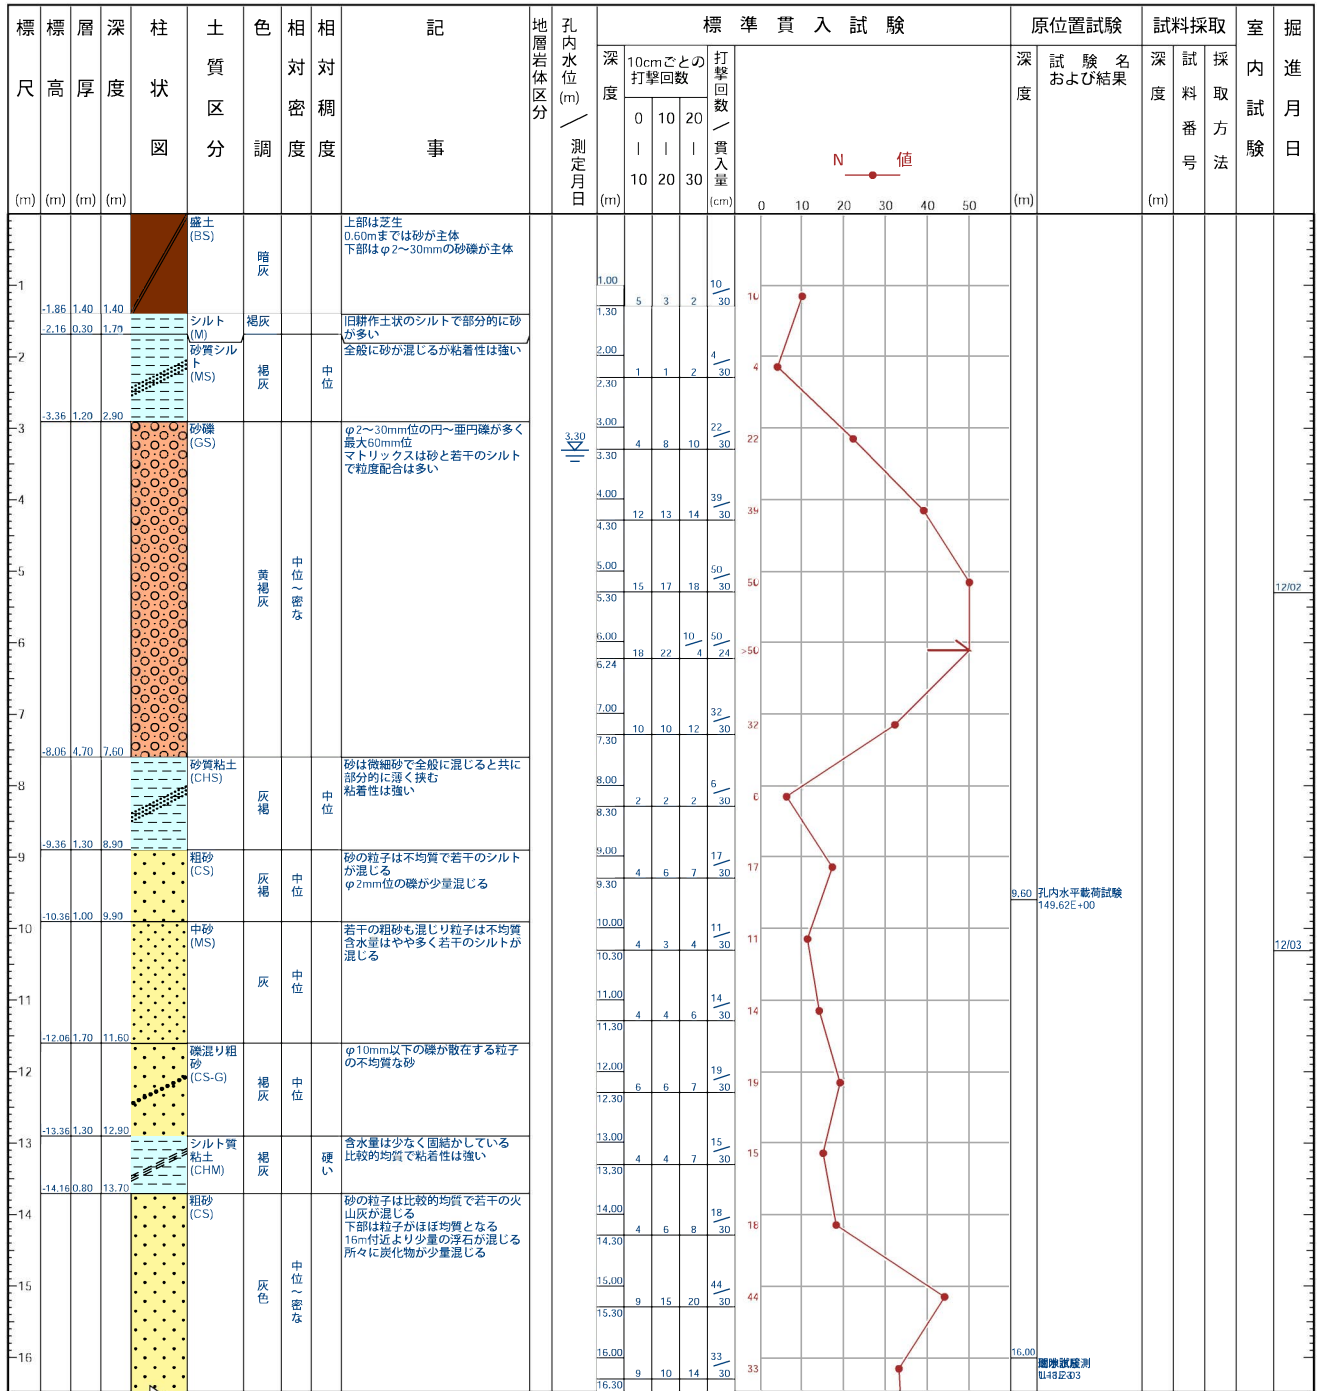 標尺 (m)
標高 (m)
層厚 (m)
深度 (m)
柱状図
土質区分
色調
相対密度
相対稠度
記事
地層岩体区分
孔内水位(m)／測定月日
標準貫入試験
深度 (m)
10cmごとの
打撃回数
0 10 20
| | |
10 20 30
打撃回数／貫入量 (cm)
N 値
0 10 20 30 40 50
原位置試験
深度 (m)
試験名
および結果
試料採取
深度 (m)
試料番号
採取方法
室内試験
掘進月日
盛土
(BS)
暗灰
上部は芝生
0.60mまでは砂が主体
下部はφ2〜30mmの砂礫が主体
1
1.00 10
5 3 2 30 10
1.30
-1.86 1.40 1.40
シルト
(M)
褐灰
旧耕作土状のシルトで部分的に砂
が多い
-2.16 0.30 1.70
砂質シル
ト
(MS)
褐灰
中位
全般に砂が混じるが粘着性は強い
2
2.00 4
1 1 2 30 4
2.30
-3.36 1.20 2.90
砂礫
(GS)
黄褐灰
中位〜密な
φ2〜30mm位の円〜亜円礫が多く
最大60mm位
マトリックスは砂と若干のシルト
で粒度配合は多い
3
3.30
3.00 22
4 8 10 30 22
3.30
4
4.00 39
12 13 14 30 39
4.30
5
5.00 50
15 17 18 30 50
5.30
12/02
6
6.00 10 50
18 22 4 24 >50
6.24
7
7.00 32
10 10 12 30 32
7.30
-8.06 4.70 7.60
砂質粘土
(CHS)
灰褐
中位
砂は微細砂で全般に混じると共に
部分的に薄く挟む
粘着性は強い
8
8.00 6
2 2 2 30 6
8.30
-9.36 1.30 8.90
粗砂
(CS)
灰褐
中位
砂の粒子は不均質で若干のシルト
が混じる
φ2mm位の礫が少量混じる
9
9.00 17
4 6 7 30 17
9.30
9.60 孔内水平載荷試験
149.62E+00
-10.36 1.00 9.90
中砂
(MS)
灰
中位
若干の粗砂も混じり粒子は不均質
含水量はやや多く若干のシルトが
混じる
10
10.00 11
4 3 4 30 11
10.30
12/03
11
11.00 14
4 4 6 30 14
11.30
-12.06 1.70 11.60
礫混り粗
砂
(CS-G)
褐灰
中位
φ10mm以下の礫が散在する粒子
の不均質な砂
12
12.00 19
6 6 7 30 19
12.30
-13.36 1.30 12.90
シルト質
粘土
(CHM)
褐灰
硬い
含水量は少なく固結かしている
比較的均質で粘着性は強い
13
13.00 15
4 4 7 30 15
13.30
-14.16 0.80 13.70
粗砂
(CS)
灰色
中位〜密な
砂の粒子は比較的均質で若干の火
山灰が混じる
下部は粒子がほぼ均質となる
16m付近より少量の浮石が混じる
所々に炭化物が少量混じる
14
14.00 18
4 6 8 30 18
14.30
15
15.00 44
9 15 20 30 44
15.30
16
16.00 33
9 10 14 30 33
16.30
16.00